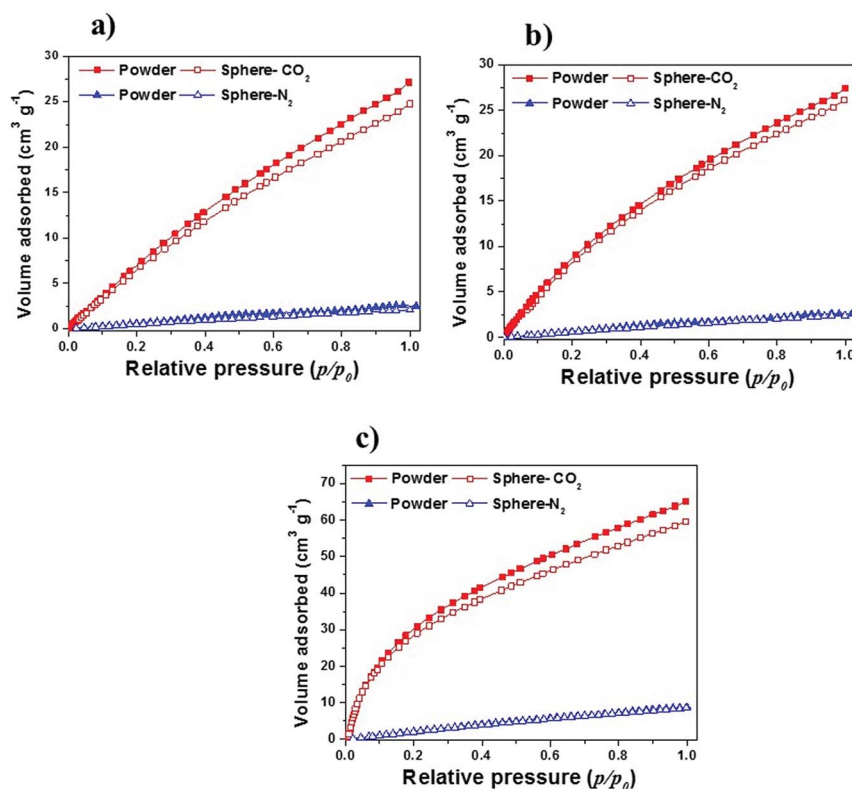 a)
30
25
20
15
10
5
0
Powder Sphere- CO₂
Powder Sphere-N₂
Volume adsorbed (cm³ g⁻¹)
0.0 0.2 0.4 0.6 0.8 1.0
Relative pressure (p/p₀)
b)
30
25
20
15
10
5
0
Powder Sphere-CO₂
Powder Sphere-N₂
Volume adsorbed (cm³ g⁻¹)
0.0 0.2 0.4 0.6 0.8 1.0
Relative pressure (p/p₀)
c)
70
60
50
40
30
20
10
0
Powder Sphere- CO₂
Powder Sphere-N₂
Volume adsorbed (cm³ g⁻¹)
0.0 0.2 0.4 0.6 0.8 1.0
Relative pressure (p/p₀)